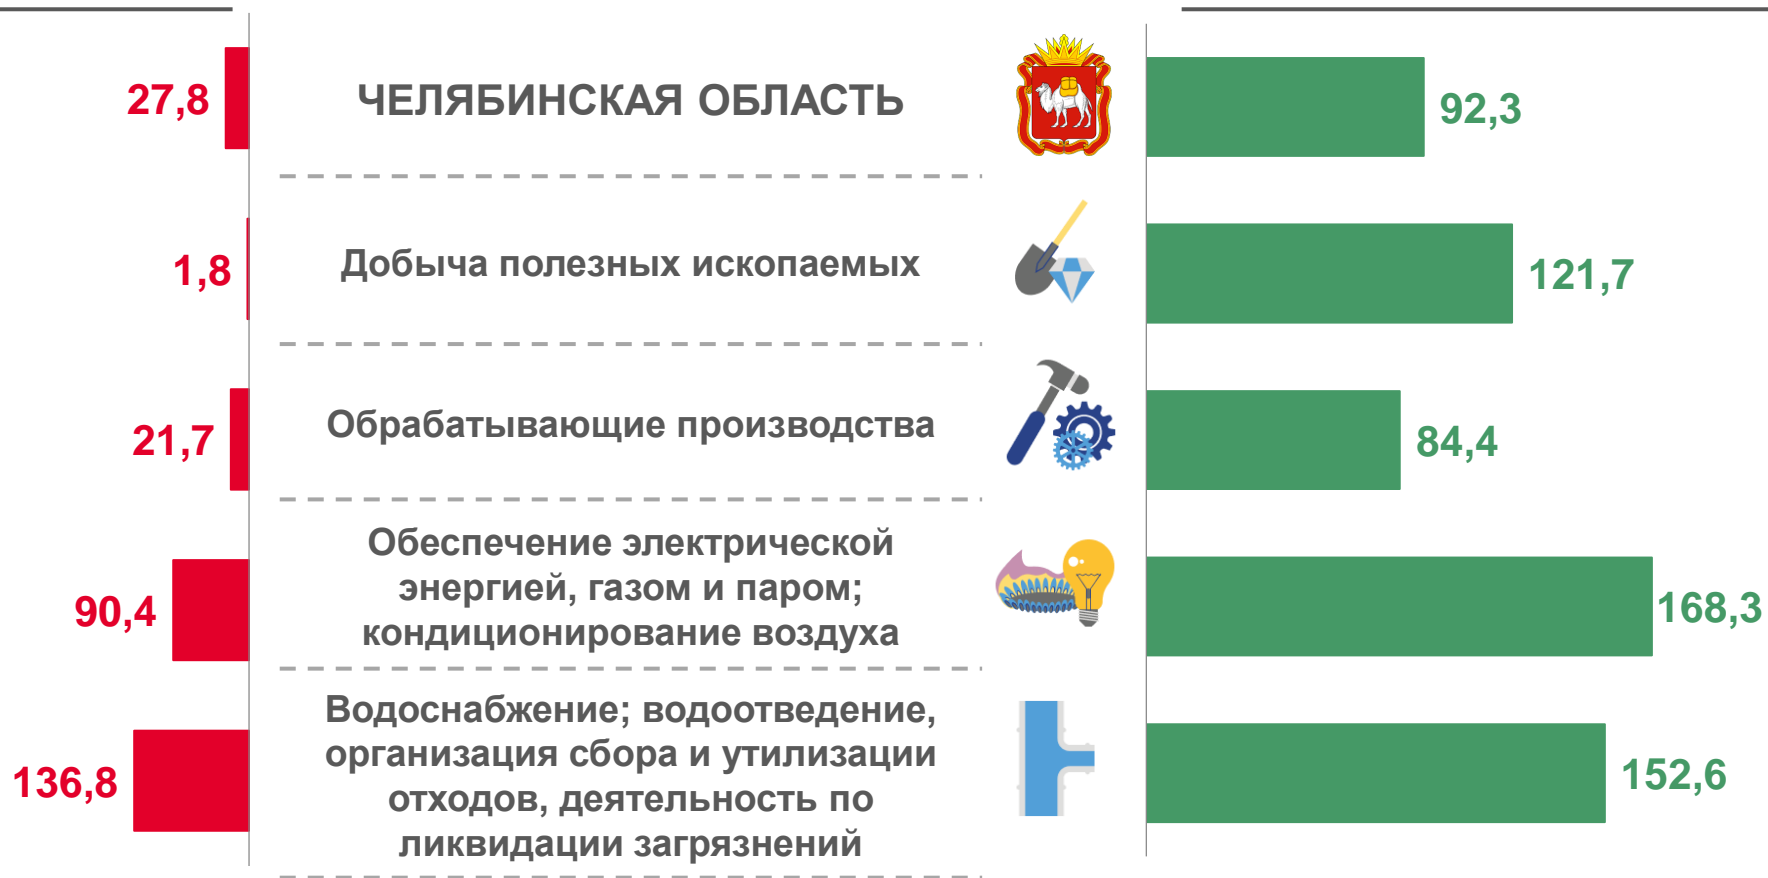 27,8
ЧЕЛЯБИНСКАЯ ОБЛАСТЬ
92,3
1,8
Добыча полезных ископаемых
121,7
21,7
Обрабатывающие производства
84,4
90,4
Обеспечение электрической
энергией, газом и паром;
кондиционирование воздуха
168,3
136,8
Водоснабжение; водоотведение,
организация сбора и утилизации
отходов, деятельность по
ликвидации загрязнений
152,6